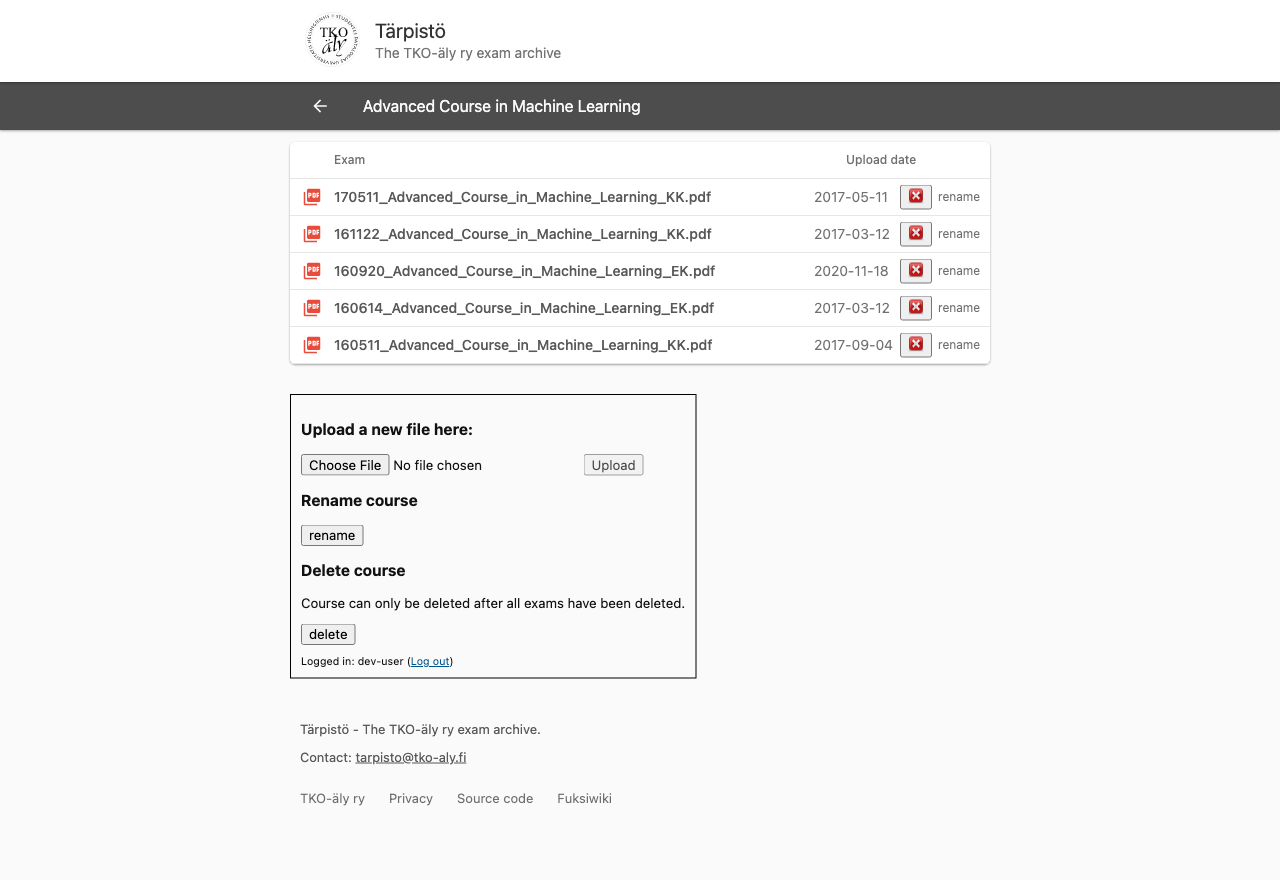 TKO
äly
Tärpistö
The TKO-äly ry exam archive
Advanced Course in Machine Learning
Exam Upload date
170511_Advanced_Course_in_Machine_Learning_KK.pdf 2017-05-11 rename
161122_Advanced_Course_in_Machine_Learning_KK.pdf 2017-03-12 rename
160920_Advanced_Course_in_Machine_Learning_EK.pdf 2020-11-18 rename
160614_Advanced_Course_in_Machine_Learning_EK.pdf 2017-03-12 rename
160511_Advanced_Course_in_Machine_Learning_KK.pdf 2017-09-04 rename
Upload a new file here:
Choose File No file chosen Upload
Rename course
rename
Delete course
Course can only be deleted after all exams have been deleted.
delete
Logged in: dev-user (Log out)
Tärpistö - The TKO-äly ry exam archive.
Contact: tarpisto@tko-aly.fi
TKO-äly ry Privacy Source code Fuksiwiki